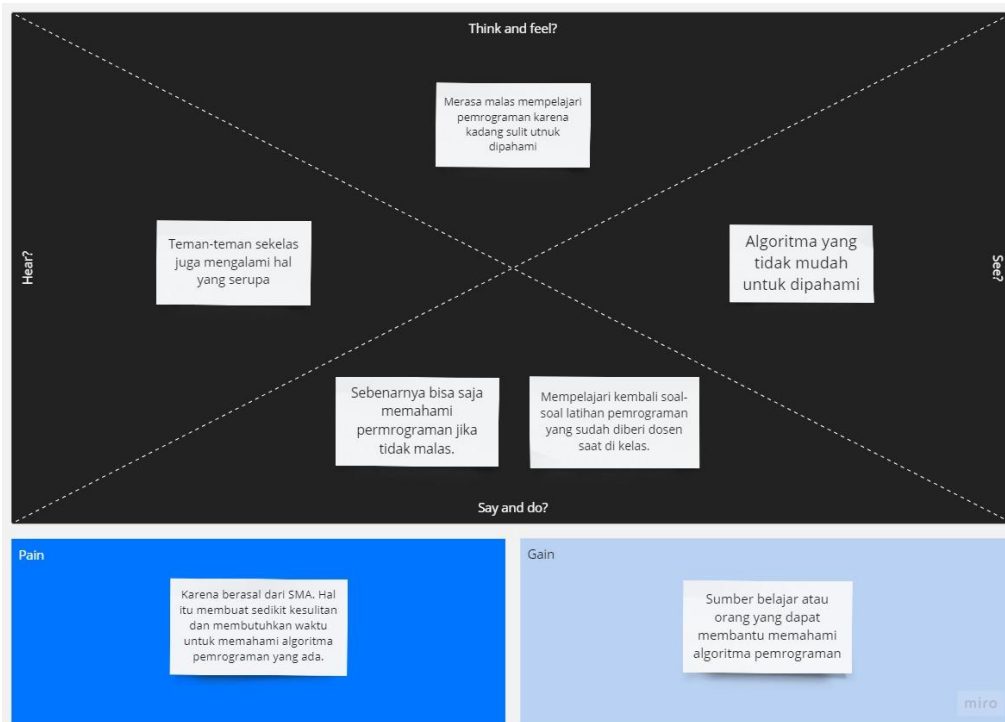 Think and feel?
Merasa malas mempelajari
pemrograman karena
kadang sulit utnuk
dipahami
Hear?
Teman-teman sekelas
juga mengalami hal
yang serupa
Algoritma yang
tidak mudah
untuk dipahami
See?
Sebenarnya bisa saja
memahami
permrograman jika
tidak malas.
Mempelajari kembali soal-
soal latihan pemrograman
yang sudah diberi dosen
saat di kelas.
Say and do?
Pain
Karena berasal dari SMA. Hal
itu membuat sedikit kesulitan
dan membutuhkan waktu
untuk memahami algoritma
pemrograman yang ada.
Gain
Sumber belajar atau
orang yang dapat
membantu memahami
algoritma pemrograman
miro